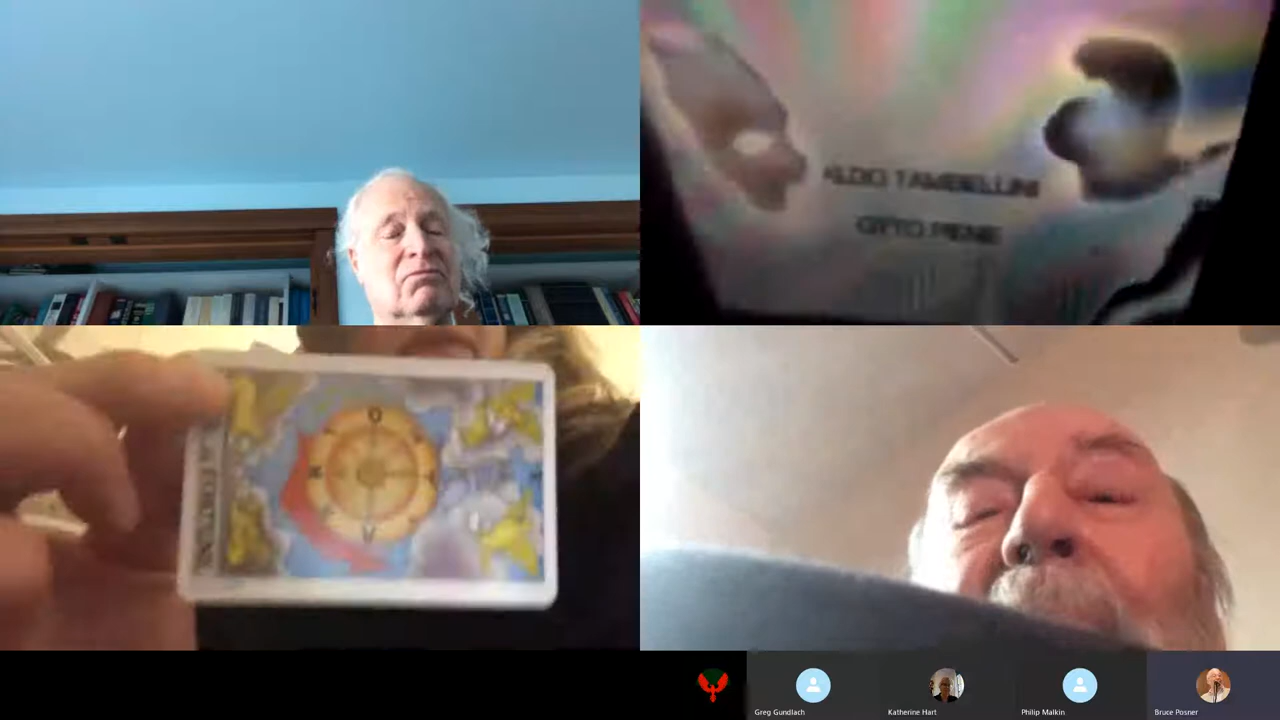 ALDO TAMBELLINI
OTTO PIENE
Greg Gundlach
Katherine Hart
Philip Malkin
Bruce Posner